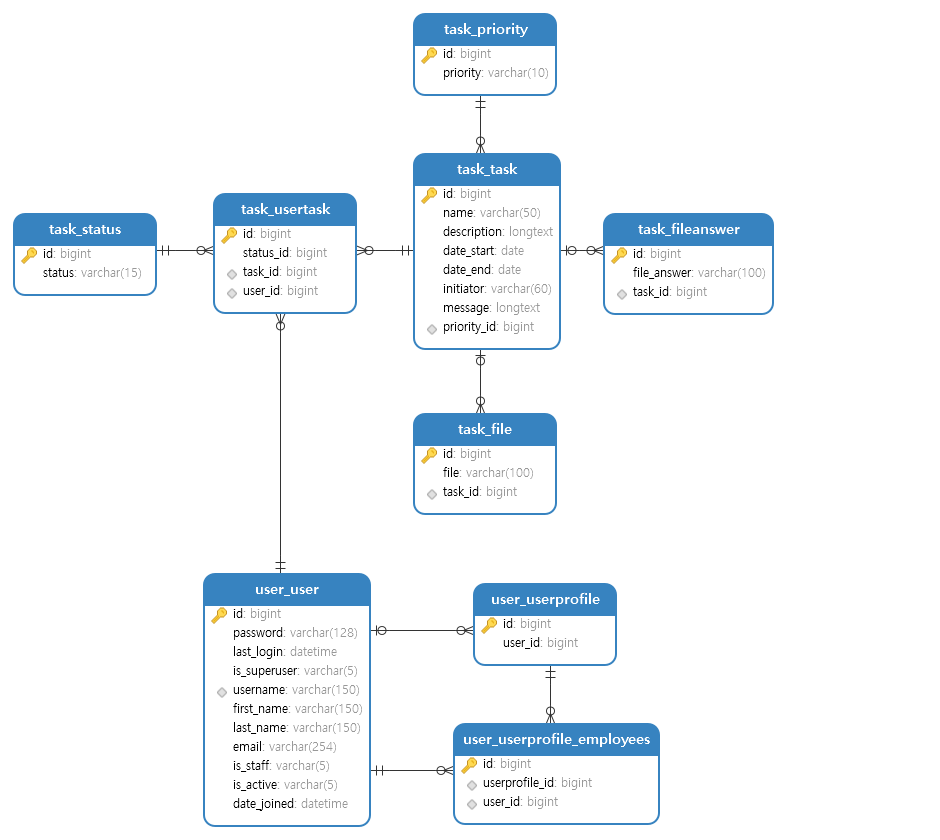 task_priority
id: bigint
priority: varchar(10)
task_task
id: bigint
name: varchar(50)
description: longtext
date_start: date
date_end: date
initiator: varchar(60)
message: longtext
priority_id: bigint
task_usertask
id: bigint
status_id: bigint
task_id: bigint
user_id: bigint
task_status
id: bigint
status: varchar(15)
task_fileanswer
id: bigint
file_answer: varchar(100)
task_id: bigint
task_file
id: bigint
file: varchar(100)
task_id: bigint
user_user
id: bigint
password: varchar(128)
last_login: datetime
is_superuser: varchar(5)
username: varchar(150)
first_name: varchar(150)
last_name: varchar(150)
email: varchar(254)
is_staff: varchar(5)
is_active: varchar(5)
date_joined: datetime
user_userprofile
id: bigint
user_id: bigint
user_userprofile_employees
id: bigint
userprofile_id: bigint
user_id: bigint